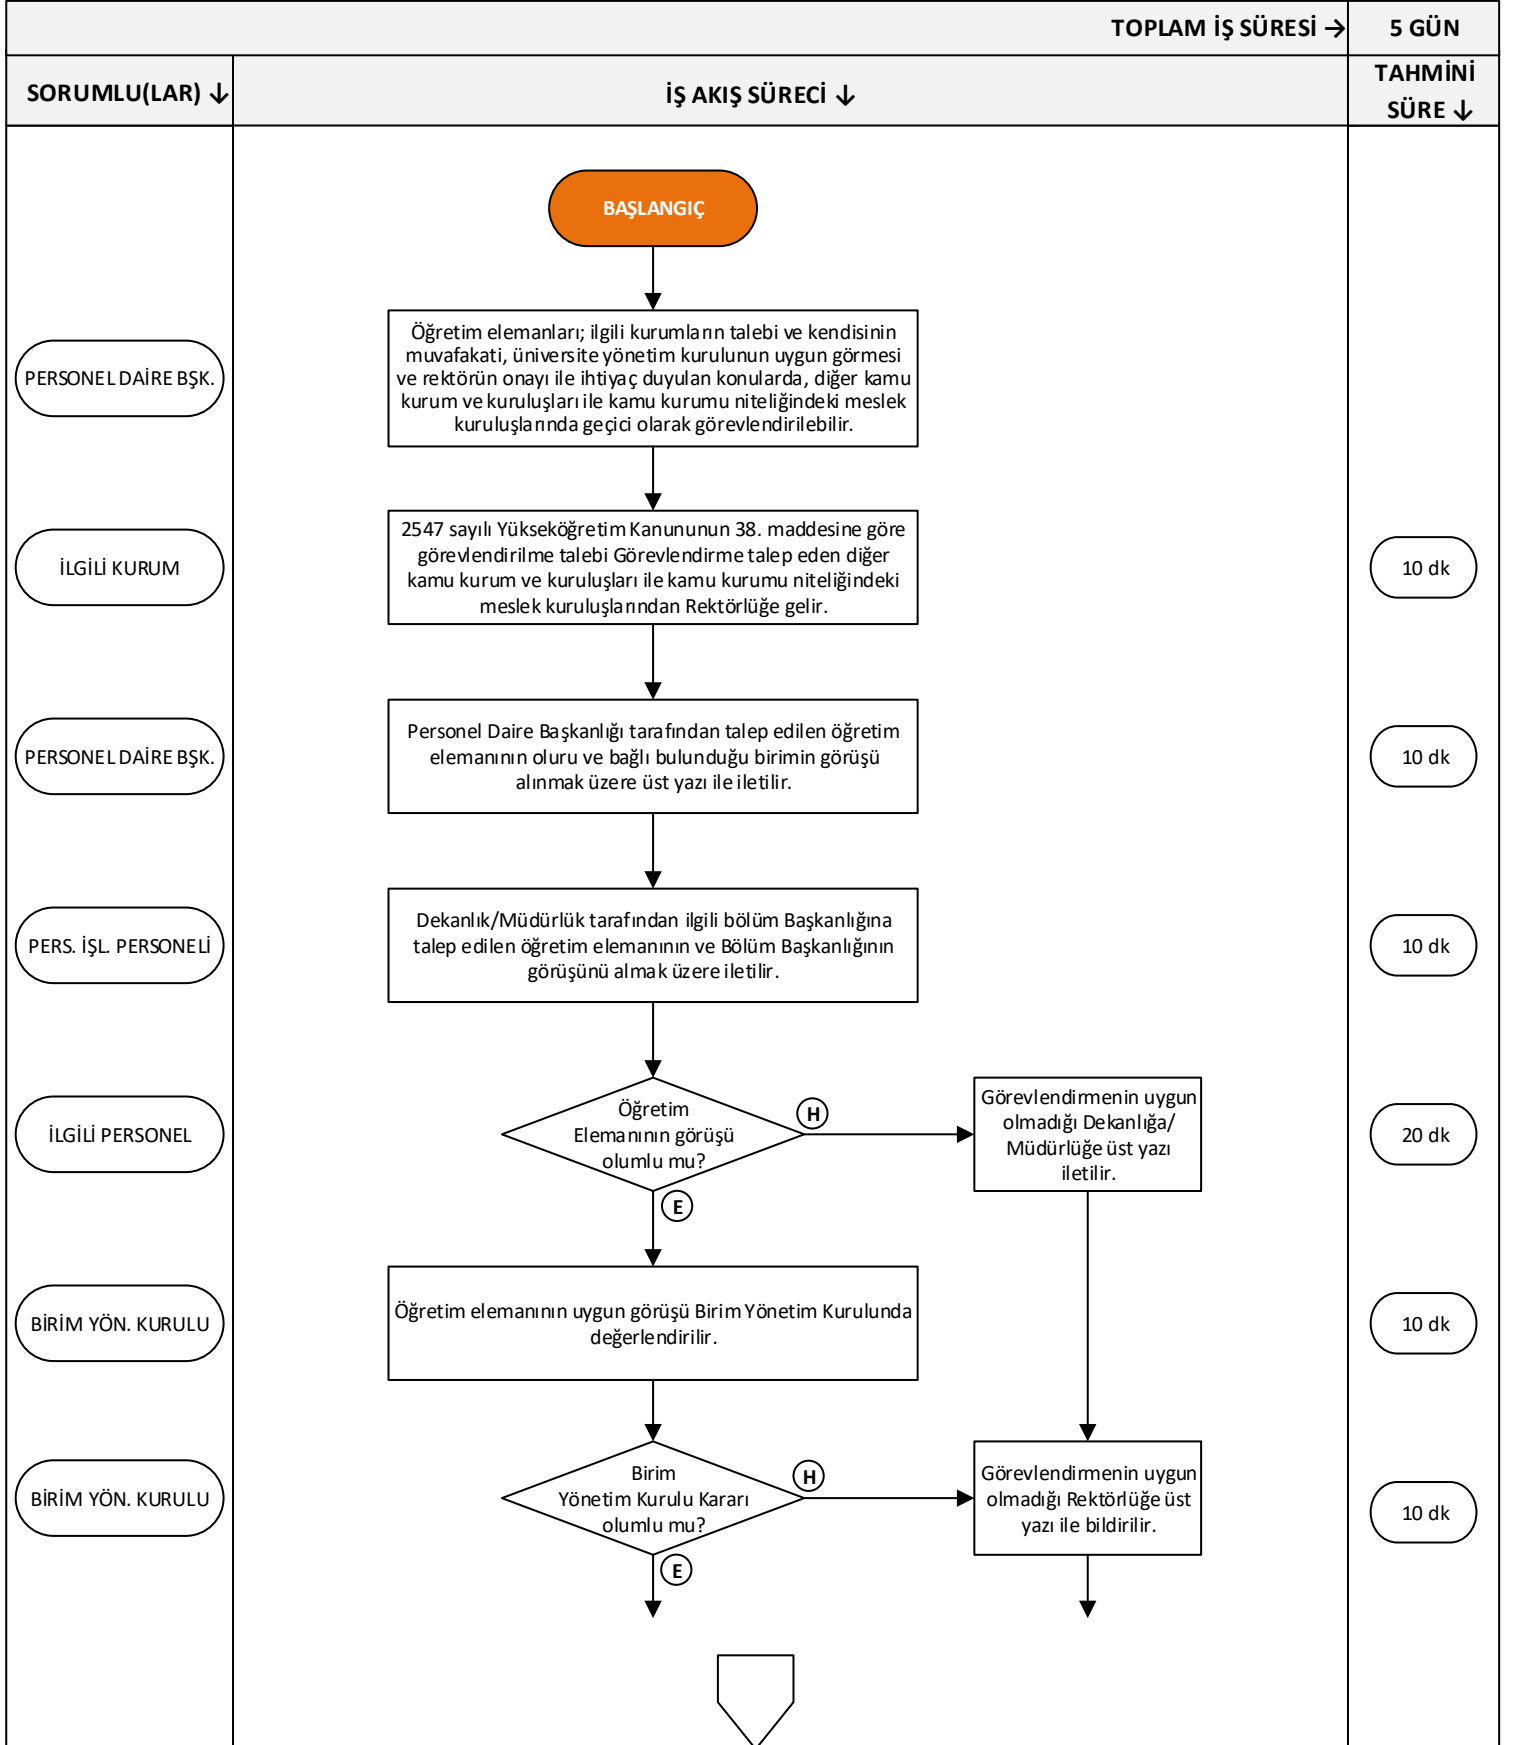 TOPLAM İŞ SÜRESİ →
5 GÜN
SORUMLU(LAR) ↓
İŞ AKIŞ SÜRECİ ↓
TAHMİNİ
SÜRE ↓
BAŞLANGIÇ
PERSONEL DAİRE BŞK.
Öğretim elemanları; ilgili kurumların talebi ve kendisinin
muvafakati, üniversite yönetim kurulunun uygun görmesi
ve rektörün onayı ile ihtiyaç duyulan konularda, diğer kamu
kurum ve kuruluşları ile kamu kurumu niteliğindeki meslek
kuruluşlarında geçici olarak görevlendirilebilir.
İLGİLİ KURUM
2547 sayılı Yükseköğretim Kanununun 38. maddesine göre
görevlendirilme talebi Görevlendirme talep eden diğer
kamu kurum ve kuruluşları ile kamu kurumu niteliğindeki
meslek kuruluşlarından Rektörlüğe gelir.
10 dk
PERSONEL DAİRE BŞK.
Personel Daire Başkanlığı tarafından talep edilen öğretim
elemanının oluru ve bağlı bulunduğu birimin görüşü
alınmak üzere üst yazı ile iletilir.
10 dk
PERS. İŞL. PERSONELİ
Dekanlık/Müdürlük tarafından ilgili bölüm Başkanlığına
talep edilen öğretim elemanının ve Bölüm Başkanlığının
görüşünü almak üzere iletilir.
10 dk
İLGİLİ PERSONEL
Öğretim
Elemanının görüşü
olumlu mu?
H
E
Görevlendirmenin uygun
olmadığı Dekanlığa/
Müdürlüğe üst yazı
iletilir.
20 dk
BİRİM YÖN. KURULU
Öğretim elemanının uygun görüşü Birim Yönetim Kurulunda
değerlendirilir.
10 dk
BİRİM YÖN. KURULU
Birim
Yönetim Kurulu Kararı
olumlu mu?
H
E
Görevlendirmenin uygun
olmadığı Rektörlüğe üst
yazı ile bildirilir.
10 dk